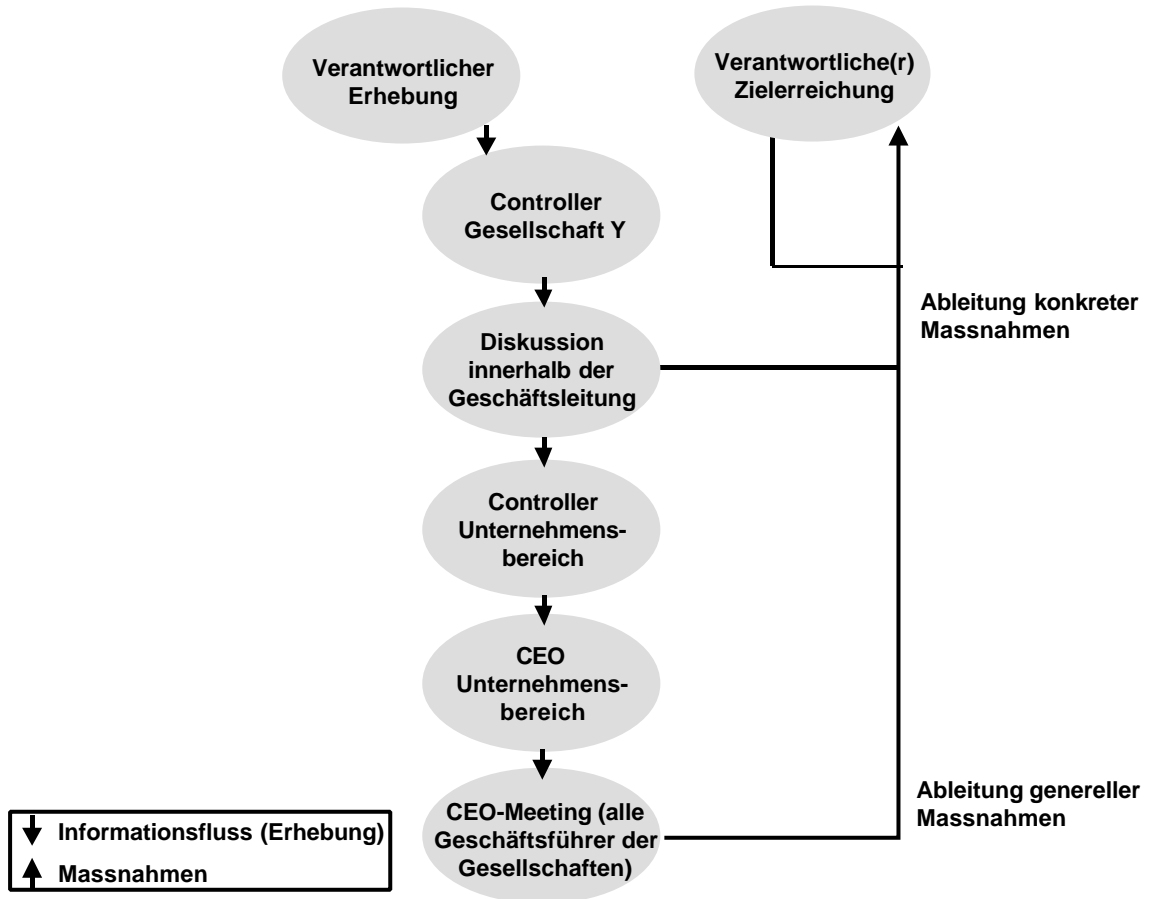 Verantwortlicher
Erhebung
Verantwortliche(r)
Zielerreichung
Controller
Gesellschaft Y
Ableitung konkreter
Massnahmen
Diskussion
innerhalb der
Geschäftsleitung
Controller
Unternehmens-
bereich
CEO
Unternehmens-
bereich
Ableitung genereller
Massnahmen
CEO-Meeting (alle
Geschäftsführer der
Gesellschaften)
Informationsfluss (Erhebung)
Massnahmen